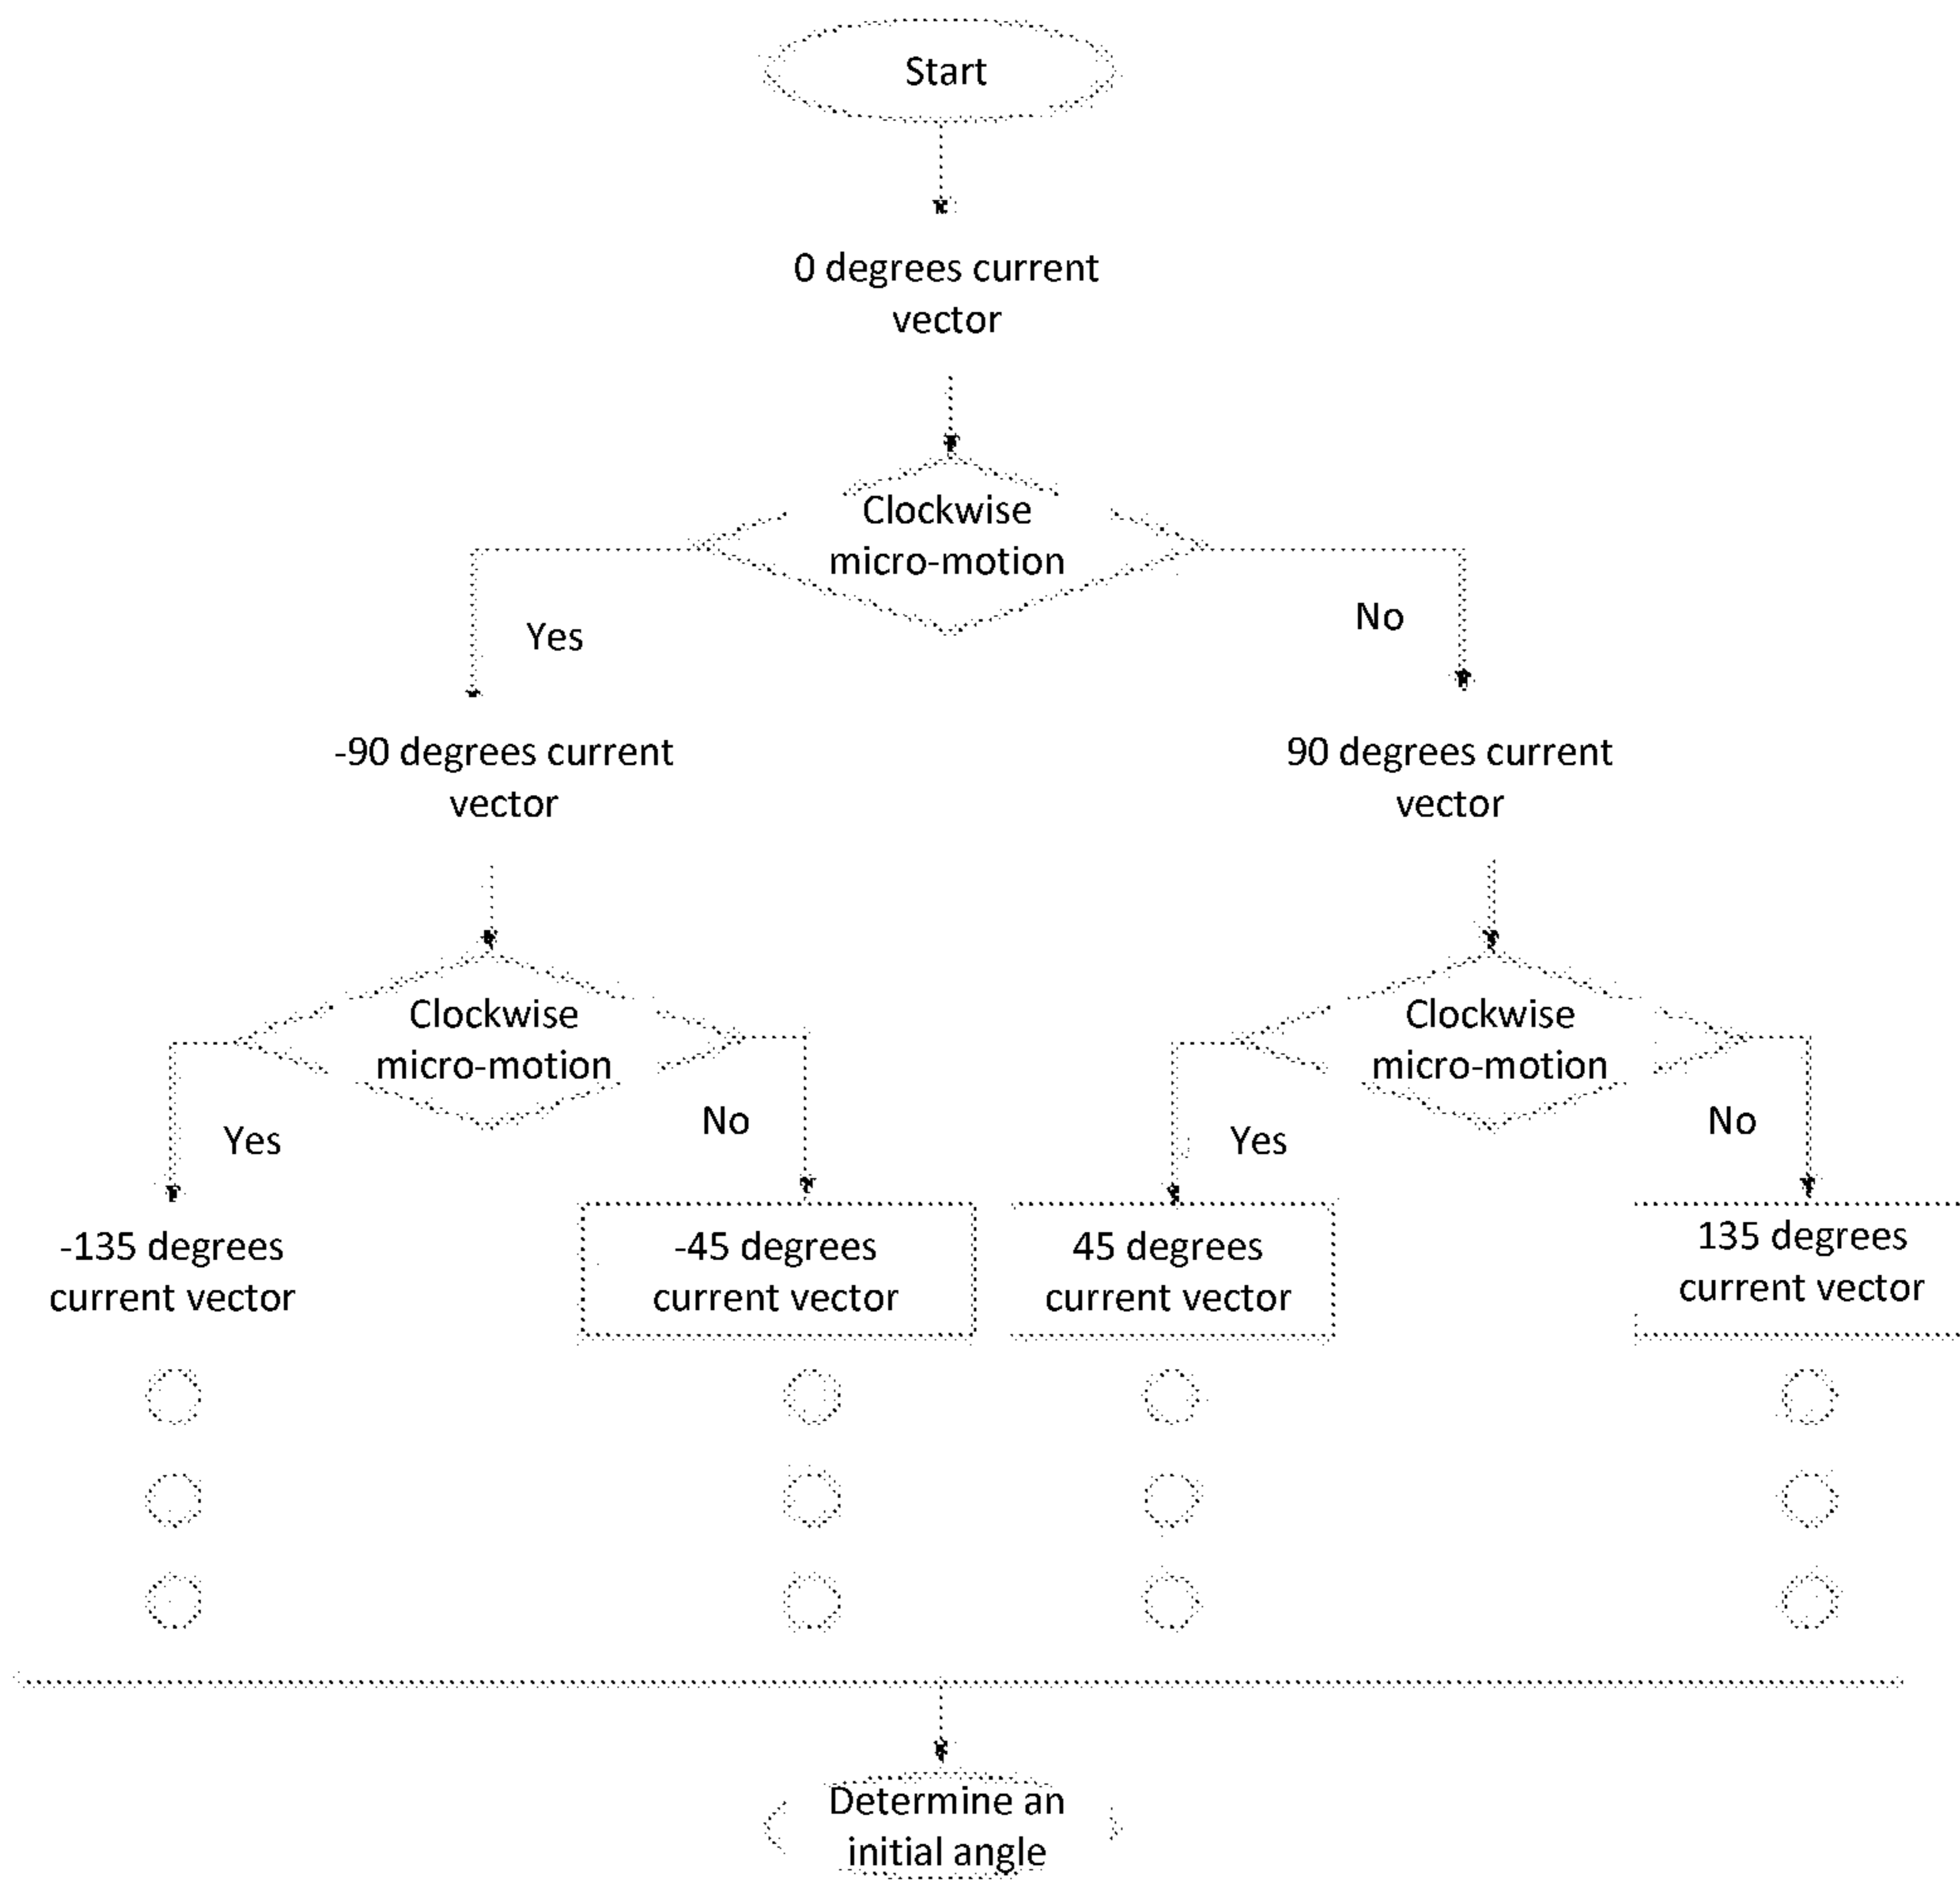 Start
0 degrees current
vector
Clockwise
micro-motion
Yes
No
-90 degrees current
vector
90 degrees current
vector
Clockwise
micro-motion
Clockwise
micro-motion
Yes
No
Yes
No
-135 degrees
current vector
-45 degrees
current vector
45 degrees
current vector
135 degrees
current vector
Determine an
initial angle